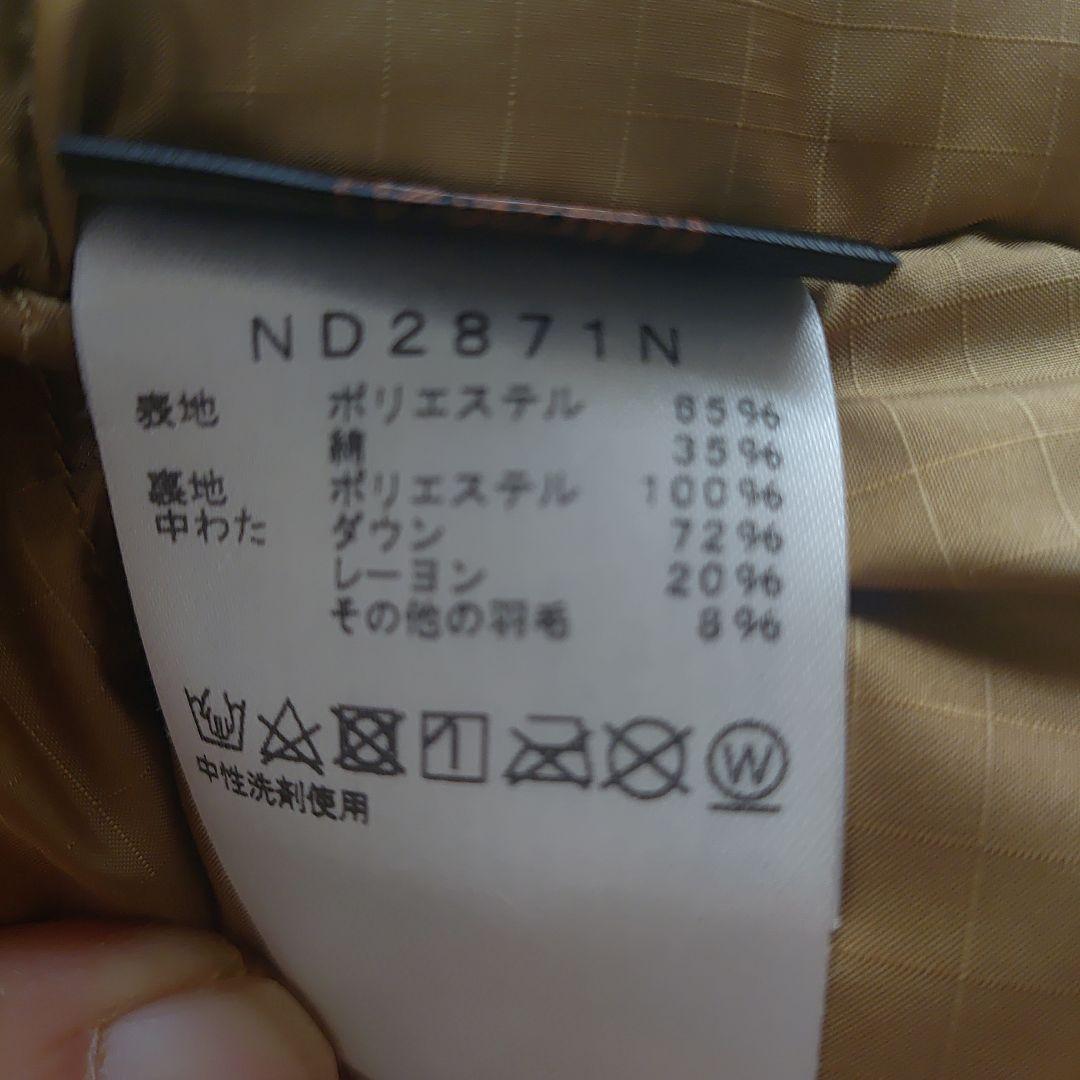 ND2871N
表地 ポリエステル 65%
綿 35%
裏地 ポリエステル 100%
中わた ダウン 72%
レーヨン 20%
その他の羽毛 8%
W
中性洗剤使用